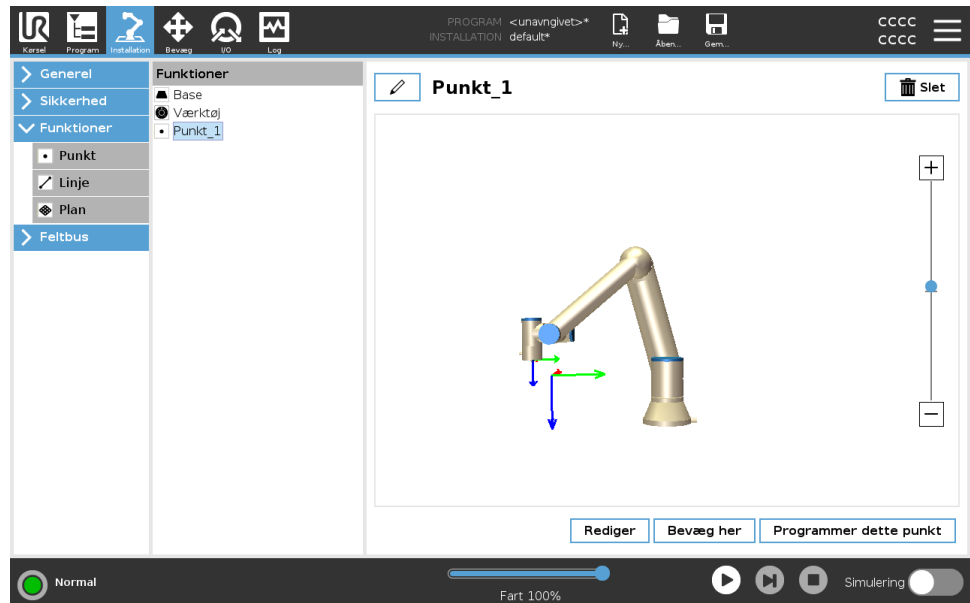 UR
Kørsel
Program
Installation
Bevæg
I/O
Log
PROGRAM <unavngivet>*
INSTALLATION default*
Ny...
Åben...
Gem...
CCCC
CCCC
Generel
Sikkerhed
Funktioner
Punkt
Linje
Plan
Feltbus
Funktioner
Base
Værktøj
Punkt_1
Punkt_1
Slet
Rediger
Bevæg her
Programmer dette punkt
Normal
Fart 100%
Simulering